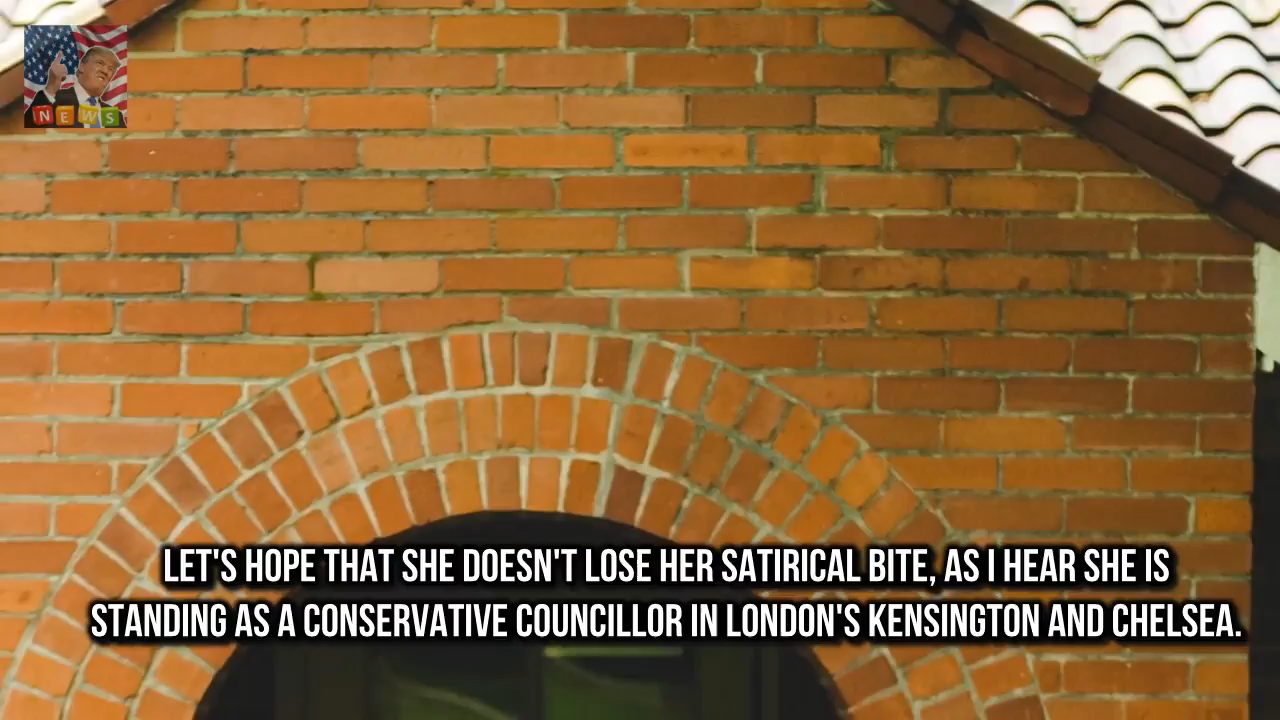 NEWS
LET'S HOPE THAT SHE DOESN'T LOSE HER SATIRICAL BITE, AS I HEAR SHE IS
STANDING AS A CONSERVATIVE COUNCILLOR IN LONDON'S KENSINGTON AND CHELSEA.